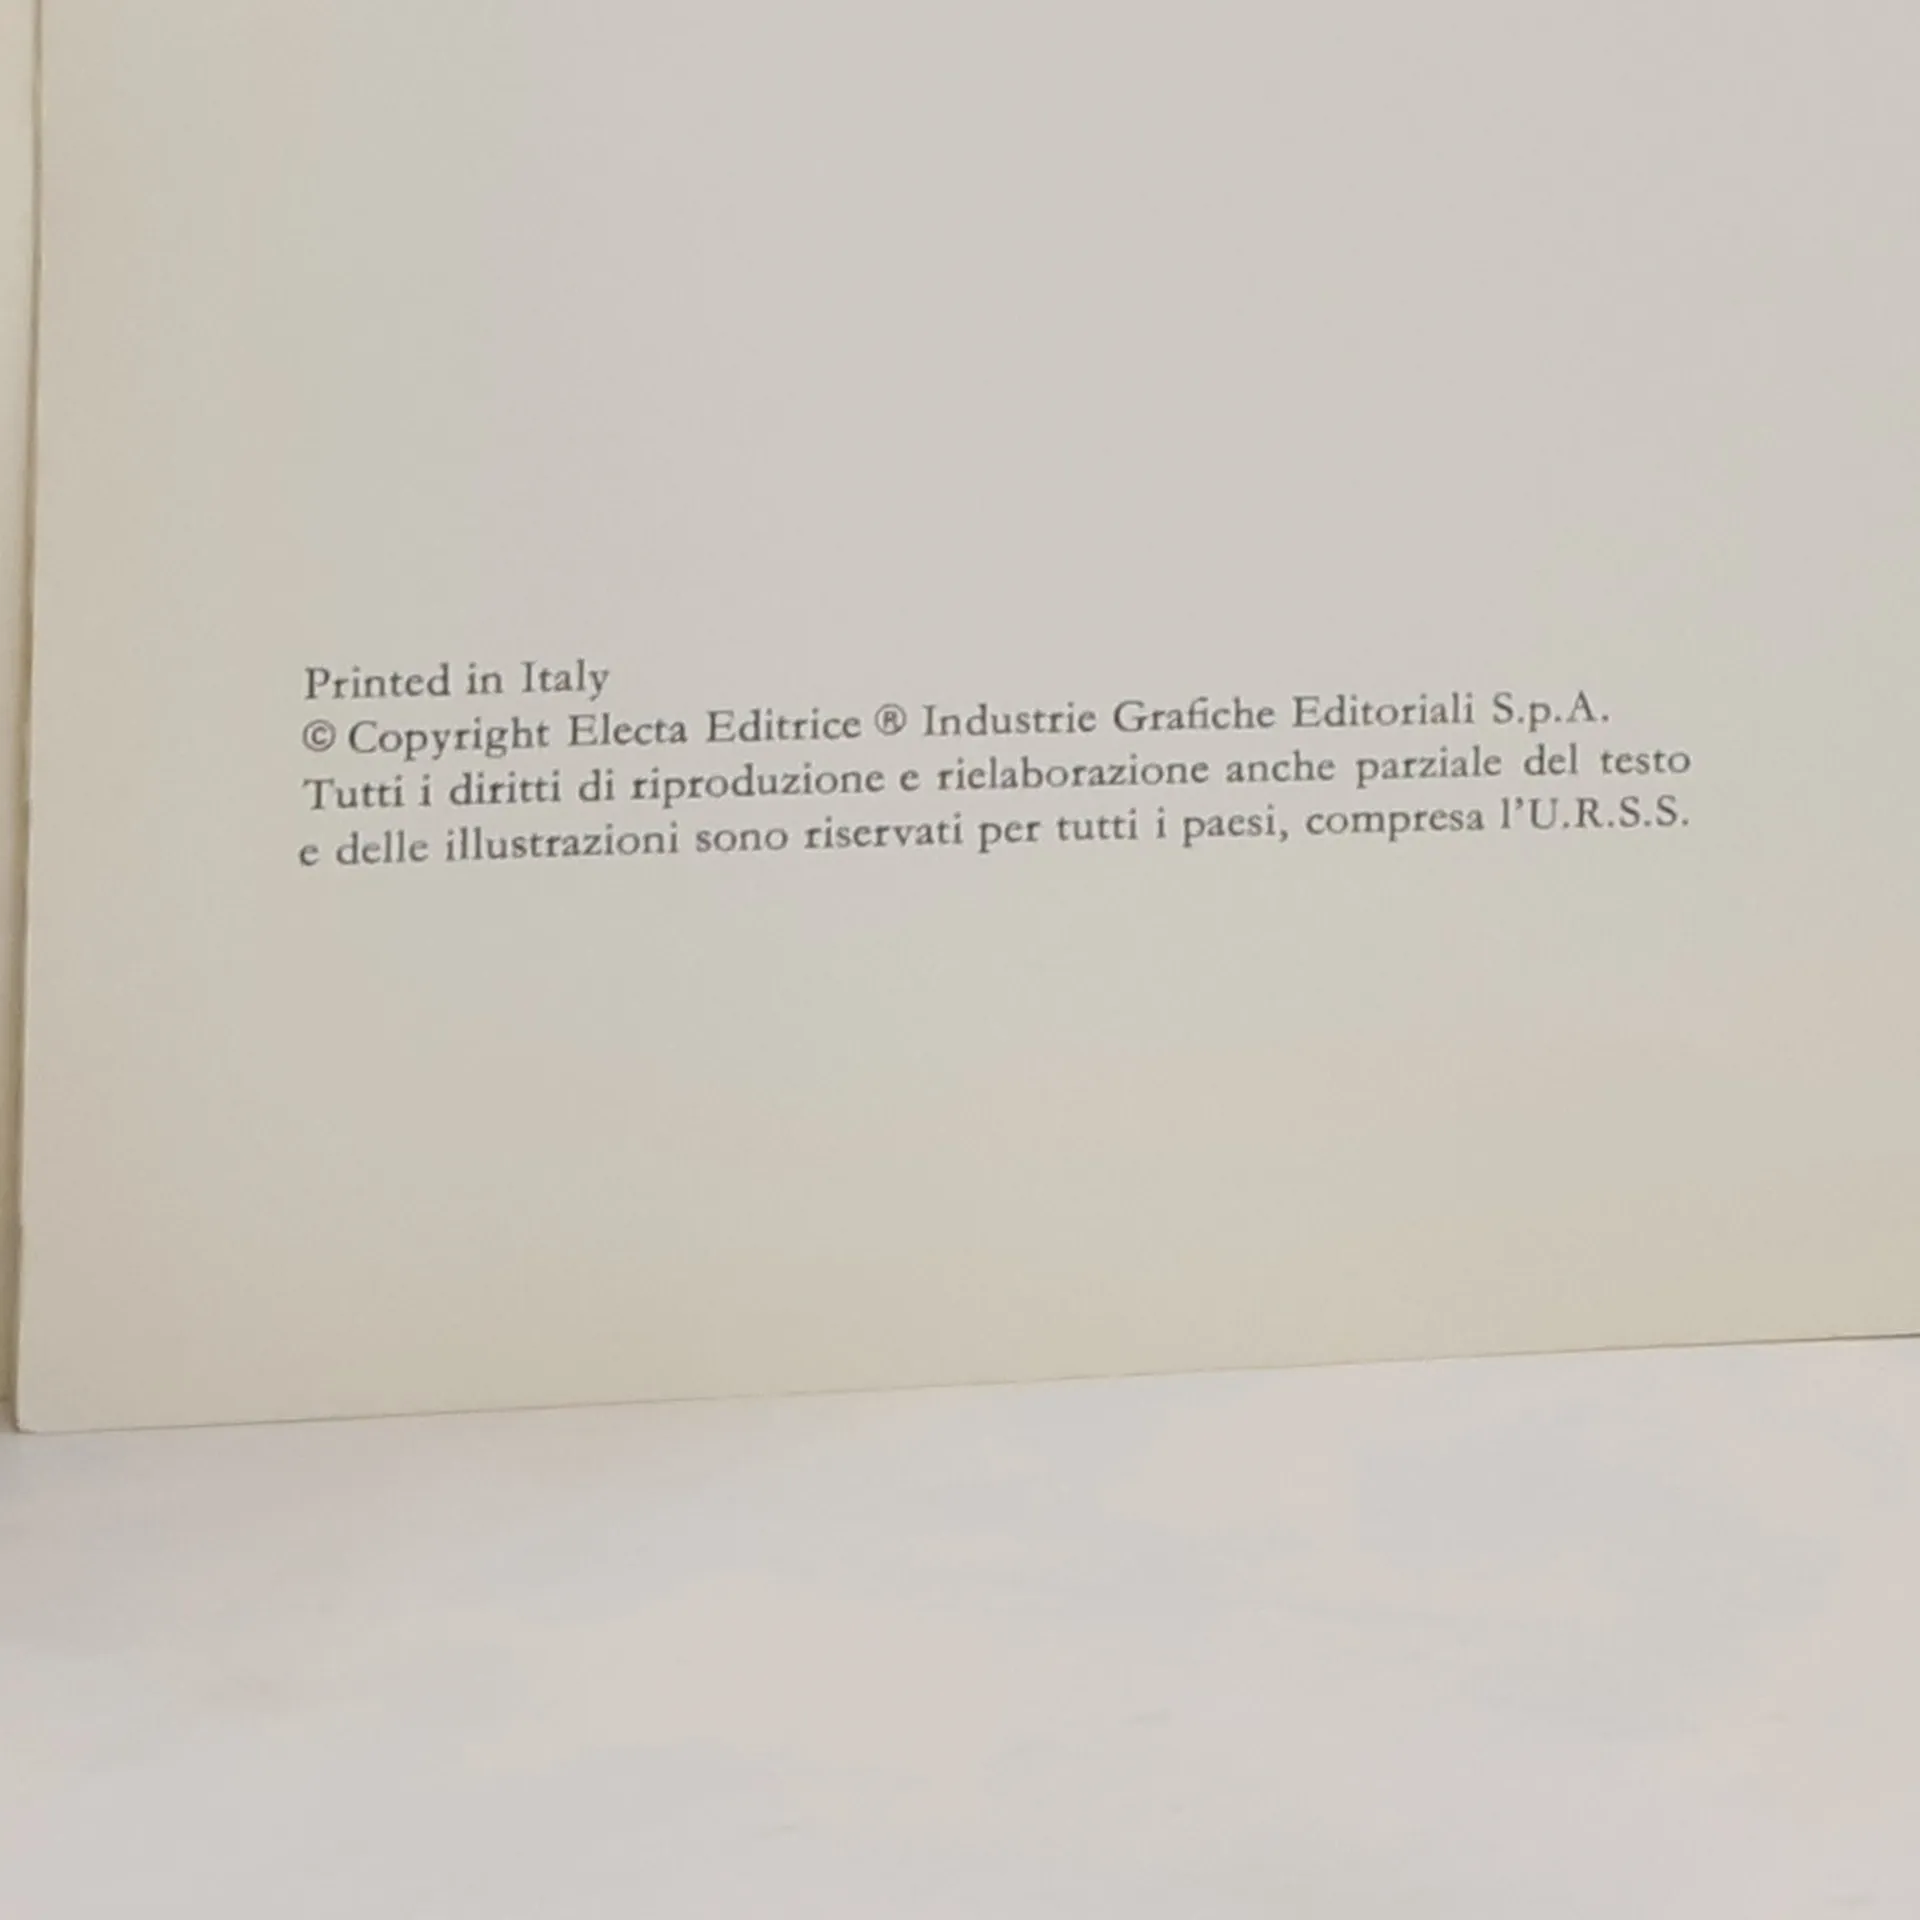 Printed in Italy
© Copyright Electa Editrice ® Industrie Grafiche Editoriali S.p.A.
Tutti i diritti di riproduzione e rielaborazione anche parziale del testo
e delle illustrazioni sono riservati per tutti i paesi, compresa l'U.R.S.S.